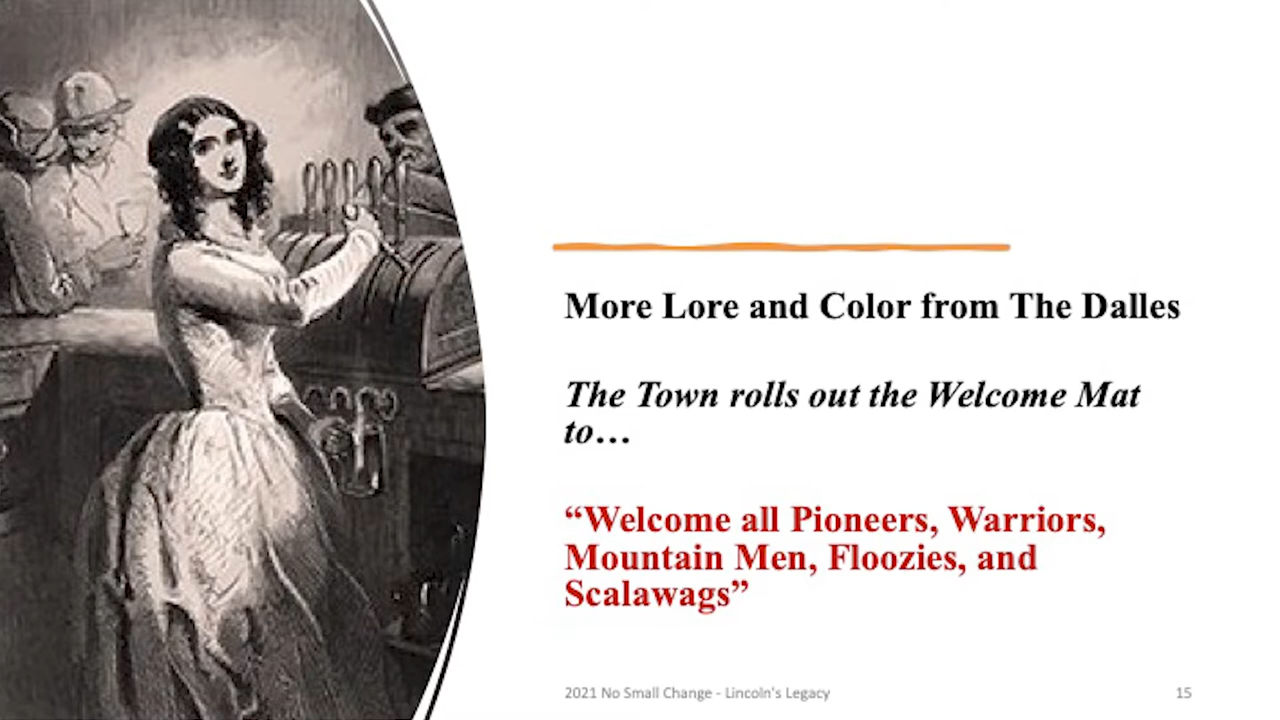 More Lore and Color from The Dalles
The Town rolls out the Welcome Mat
to…
“Welcome all Pioneers, Warriors,
Mountain Men, Floozies, and
Scalawags”
2021 No Small Change - Lincoln's Legacy
15